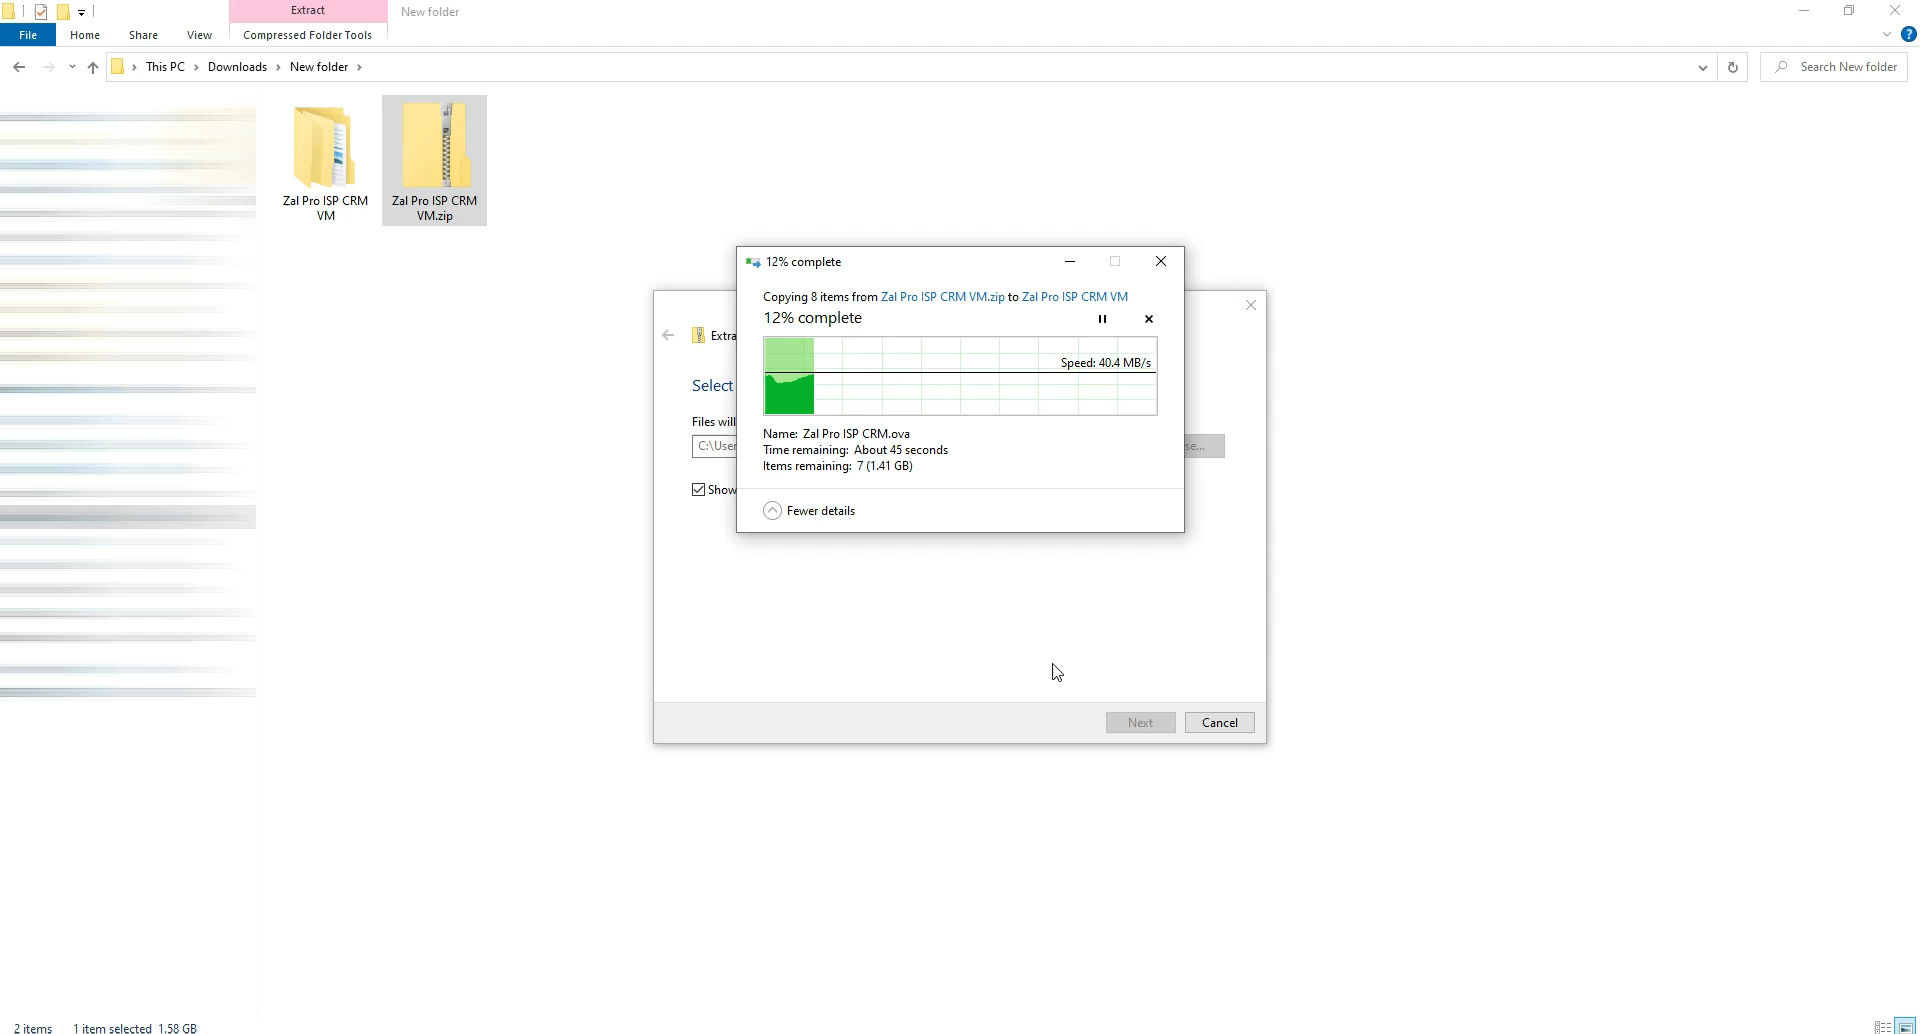 Extract
New folder
File
Home
Share
View
Compressed Folder Tools
This PC
Downloads
New folder
Search New folder
Zal Pro ISP CRM
VM
Zal Pro ISP CRM
VM.zip
12% complete
Copying 8 items from Zal Pro ISP CRM VM.zip to Zal Pro ISP CRM VM
12% complete
Speed: 40.4 MB/s
Name: Zal Pro ISP CRM.ova
Time remaining: About 45 seconds
Items remaining: 7 (1.41 GB)
Fewer details
Extra
Select
Files will
C:\User
se...
Show
Next
Cancel
2 items
1 item selected 1.58 GB